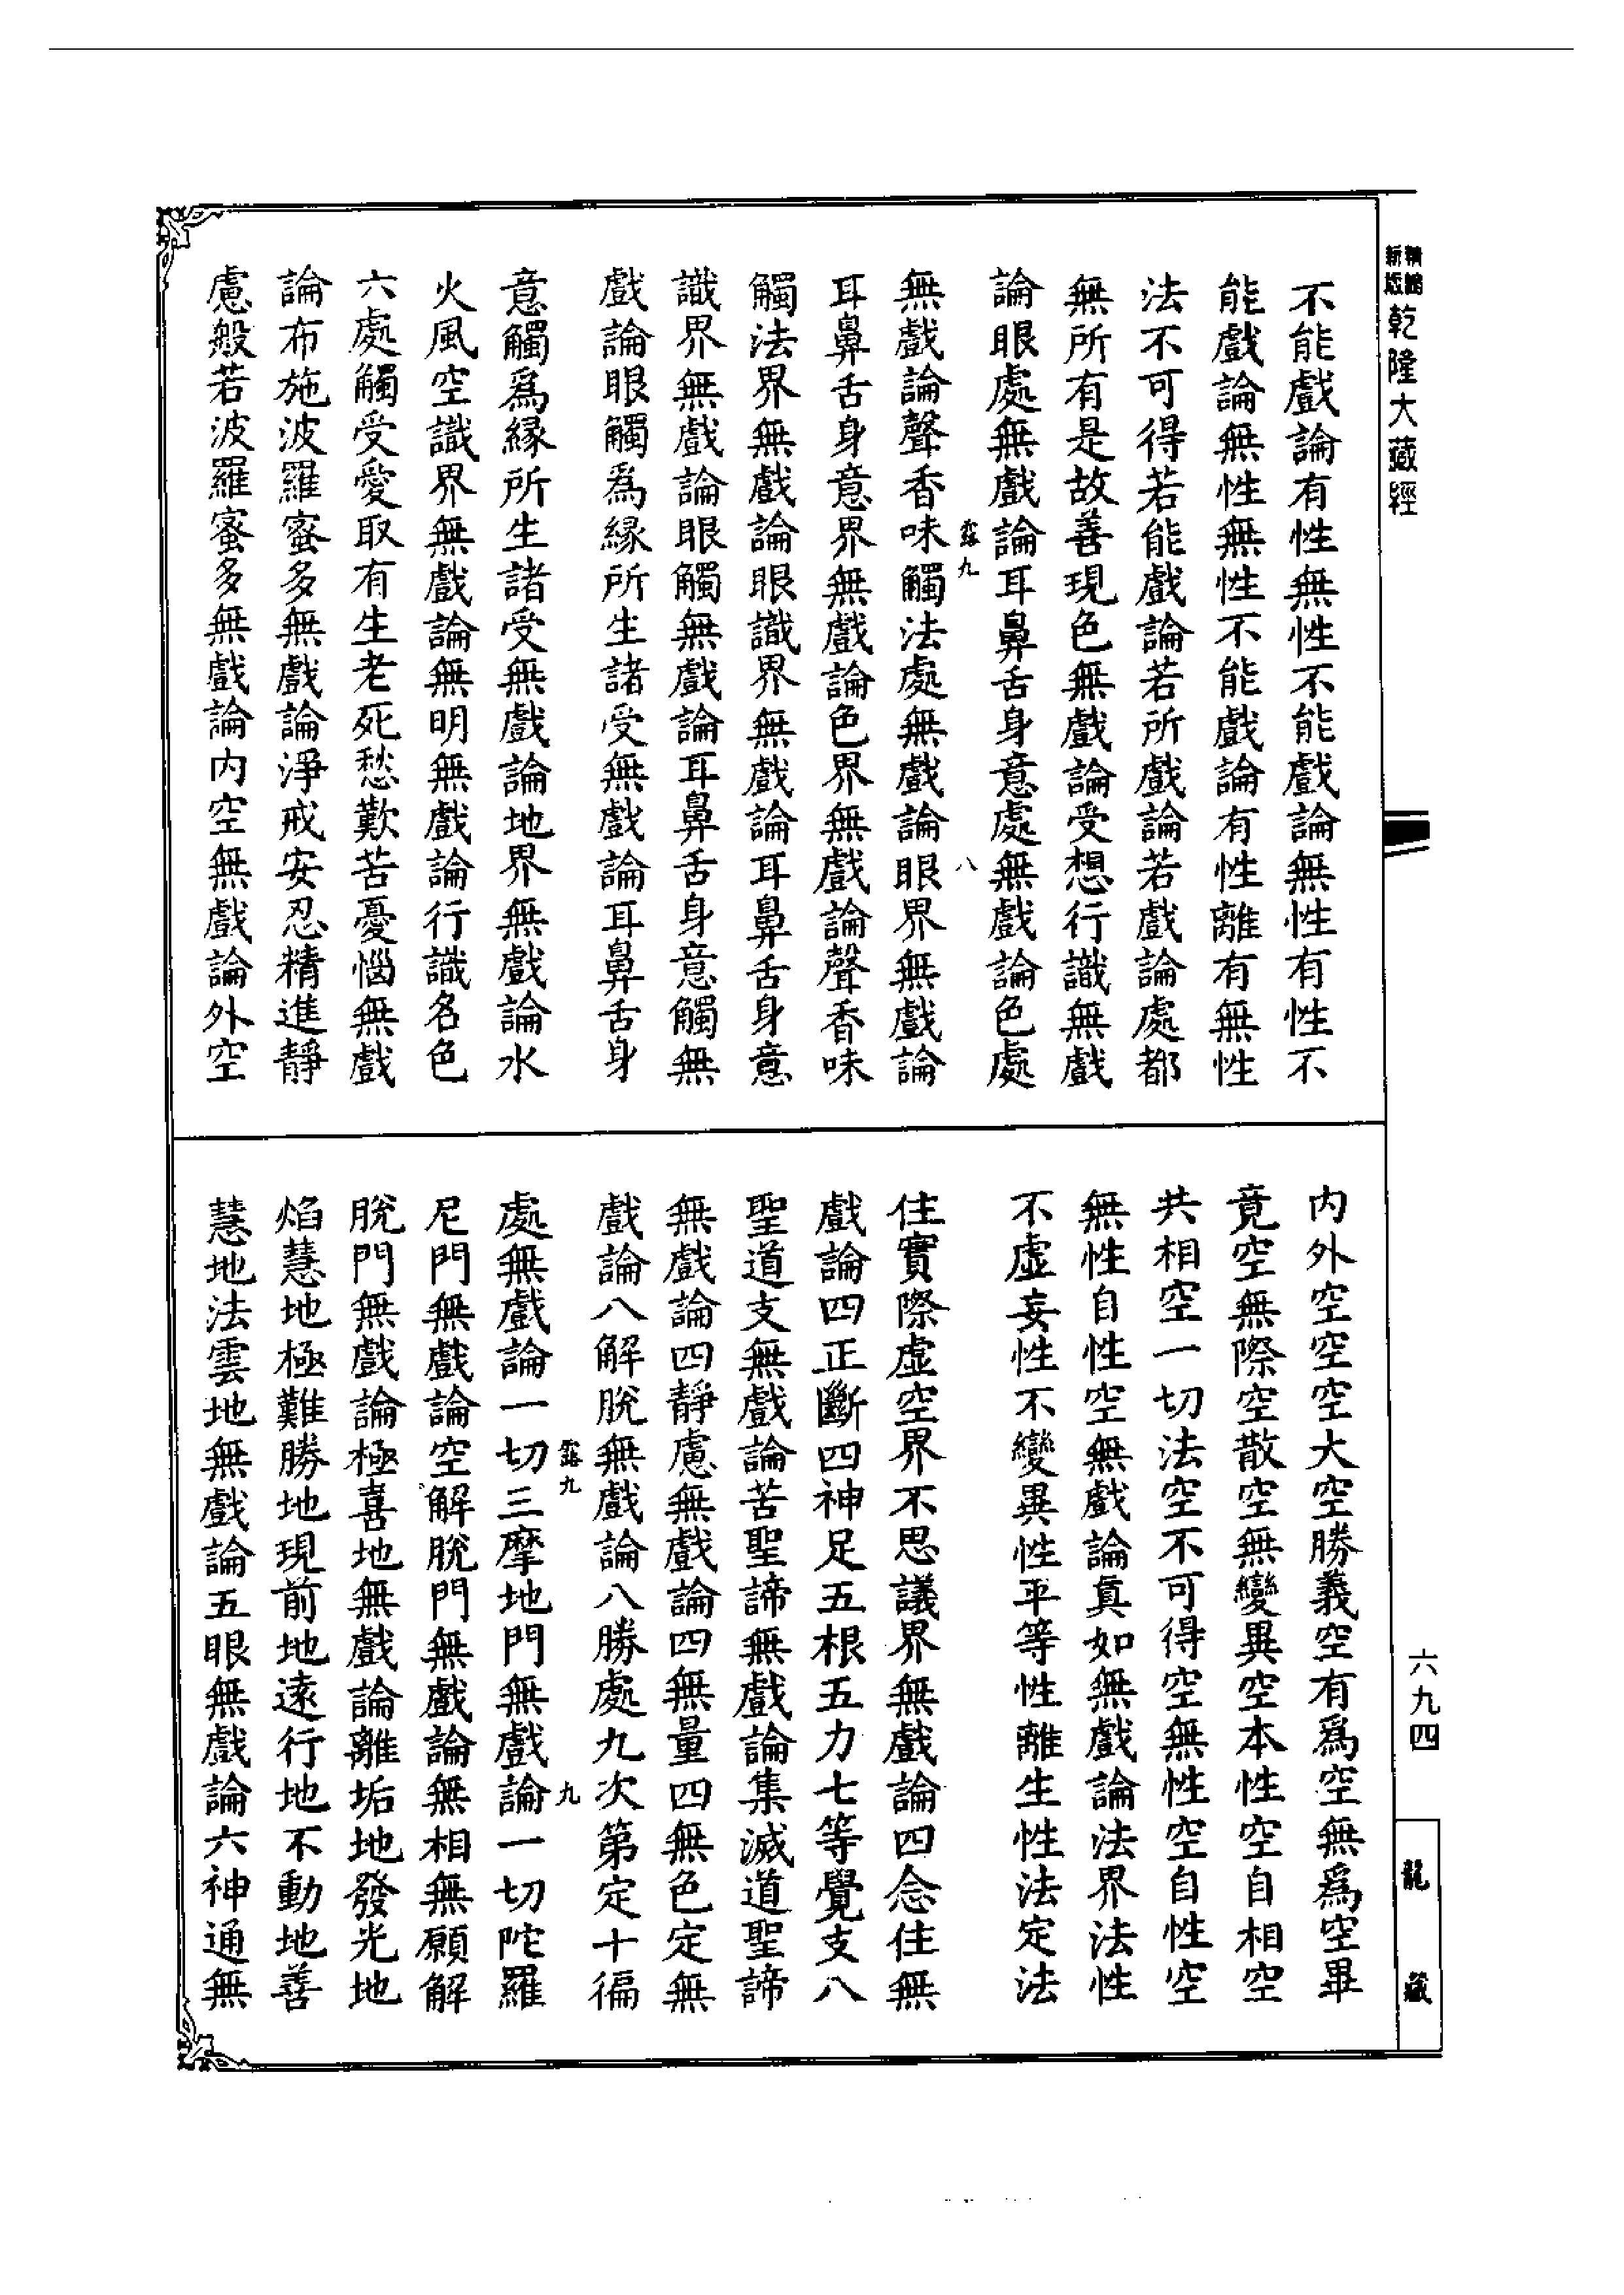 精縮新版乾隆大藏經
不能戲論有性無性不能戲論無性有性不
能戲論無性無性不能戲論有性離有無性
法不可得若能戲論若所戲論若戲論處都
無所有是故善現色無戲論受想行識無戲
論眼處無戲論耳鼻舌身意處無戲論色處
露九
八
無戲論聲香味觸法處無戲論眼界無戲論
耳鼻舌身意界無戲論色界無戲論聲香味
觸法界無戲論眼識界無戲論耳鼻舌身意
識界無戲論眼觸無戲論耳鼻舌身意觸無
戲論眼觸爲緣所生諸受無戲論耳鼻舌身
意觸爲緣所生諸受無戲論地界無戲論水
火風空識界無戲論無明無戲論行識名色
六處觸受愛取有生老死愁歎苦憂惱無戲
論布施波羅蜜多無戲論淨戒安忍精進靜
慮般若波羅蜜多無戲論内空無戲論外空
内外空空空大空勝義空有爲空無爲空畢
竟空無際空散空無變異空本性空自相空
共相空一切法空不可得空無性空自性空
無性自性空無戲論真如無戲論法界法性
不虛妄性不變異性平等性離生性法定法
住實際虛空界不思議界無戲論四念住無
戲論四正斷四神足五根五力七等覺支八
聖道支無戲論苦聖諦無戲論集滅道聖諦
無戲論四靜慮無戲論四無量四無色定無
戲論八解脫無戲論八勝處九次第定十徧
露九
九
處無戲論一切三摩地門無戲論一切陀羅
尼門無戲論空解脫門無戲論無相無願解
脫門無戲論極喜地無戲論離垢地發光地
焰慧地極難勝地現前地遠行地不動地善
慧地法雲地無戲論五眼無戲論六神通無
六九四
龍藏